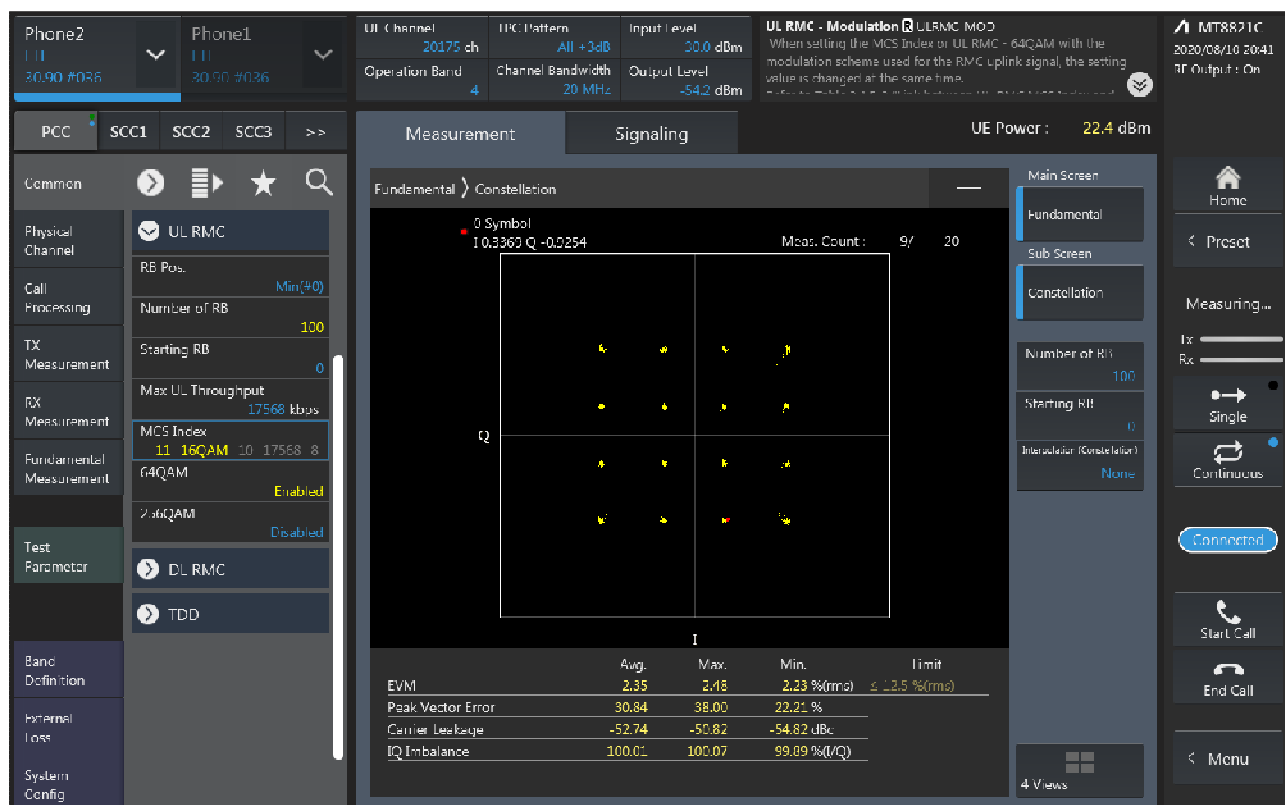 Phone2
Phone1
30.90 #036
30.90 #036
UL Channel
20175 ch
Operation Band
4
TPC Pattern
All +3dB
Channel Bandwidth
20 MHz
Input Level
30.0 dBm
Output Level
-54.2 dBm
UL RMC - Modulation ULRMC_MOD
When setting the MCS Index or UL RMC - 64QAM with the
modulation scheme used for the RMC uplink signal, the setting
value is changed at the same time.
MT8821C
2020/08/10 20:41
RF Output : On
PCC
SCC1
SCC2
SCC3
>>
Measurement
Signaling
UE Power : 22.4 dBm
Common
Physical
Channel
Call
Processing
TX
Measurement
RX
Measurement
Fundamental
Measurement
Test
Parameter
Band
Definition
External
Loss
System
Config
UL RMC
RB Pos.
Min(#0)
Number of RB
100
Starting RB
0
Max UL Throughput
17568 kbps
MCS Index
11 16QAM 10 17568 8
64QAM
Enabled
256QAM
Disabled
DL RMC
TDD
Fundamental > Constellation
0 Symbol
I 0.3360 Q -0.9254
Meas. Count : 9/ 20
Q
I
Avg. Max. Min. Limit
EVM 2.35 2.48 2.23 %(rms) ≤ 12.5 %(rms)
Peak Vector Error 30.84 38.00 22.21 %
Carrier Leakage -52.74 -50.82 -54.82 dBc
IQ Imbalance 100.01 100.07 99.89 %(I/Q)
Main Screen
Fundamental
Sub Screen
Constellation
Number of RB
100
Starting RB
0
Interpolation (Constellation)
None
4 Views
Home
< Preset
Measuring...
Tx
Rx
Single
Continuous
Connected
Start Call
End Call
< Menu